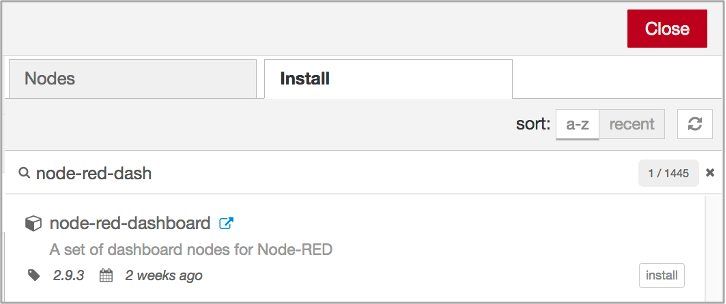 Close
Nodes
Install
sort: a-z recent
node-red-dash 1 / 1445
node-red-dashboard
A set of dashboard nodes for Node-RED
2.9.3 2 weeks ago install